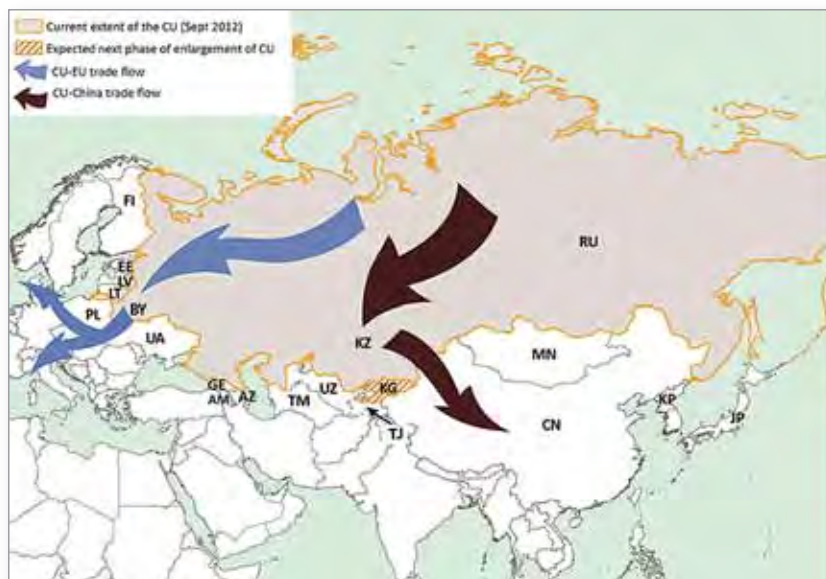 Current extent of the CU (Sept 2012)
Expected next phase of enlargement of CU
CU-EU trade flow
CU-China trade flow
FI
RU
EE
LV
LT
BY
PL
UA
KZ
MN
GE
AM
AZ
TM
UZ
KG
TJ
CN
KP
JP